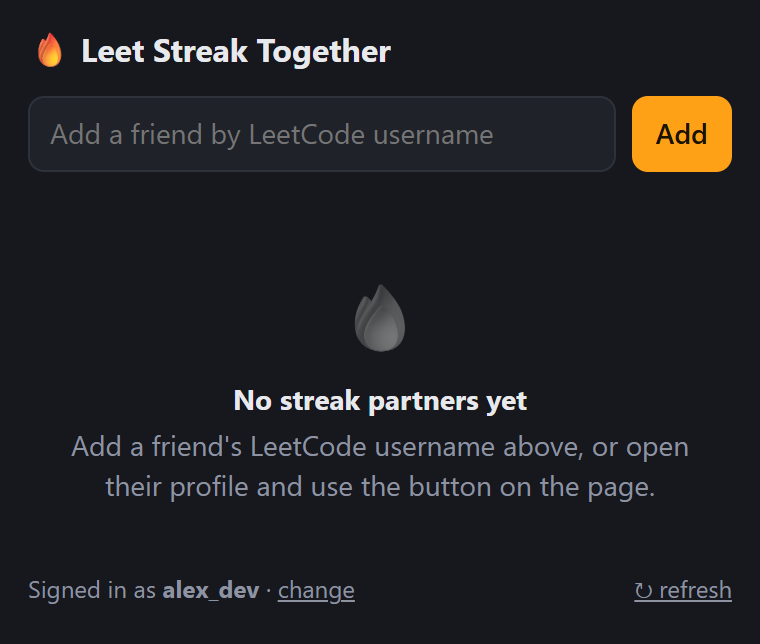 Leet Streak Together
Add a friend by LeetCode username
Add
No streak partners yet
Add a friend's LeetCode username above, or open
their profile and use the button on the page.
Signed in as alex_dev · change
↻ refresh